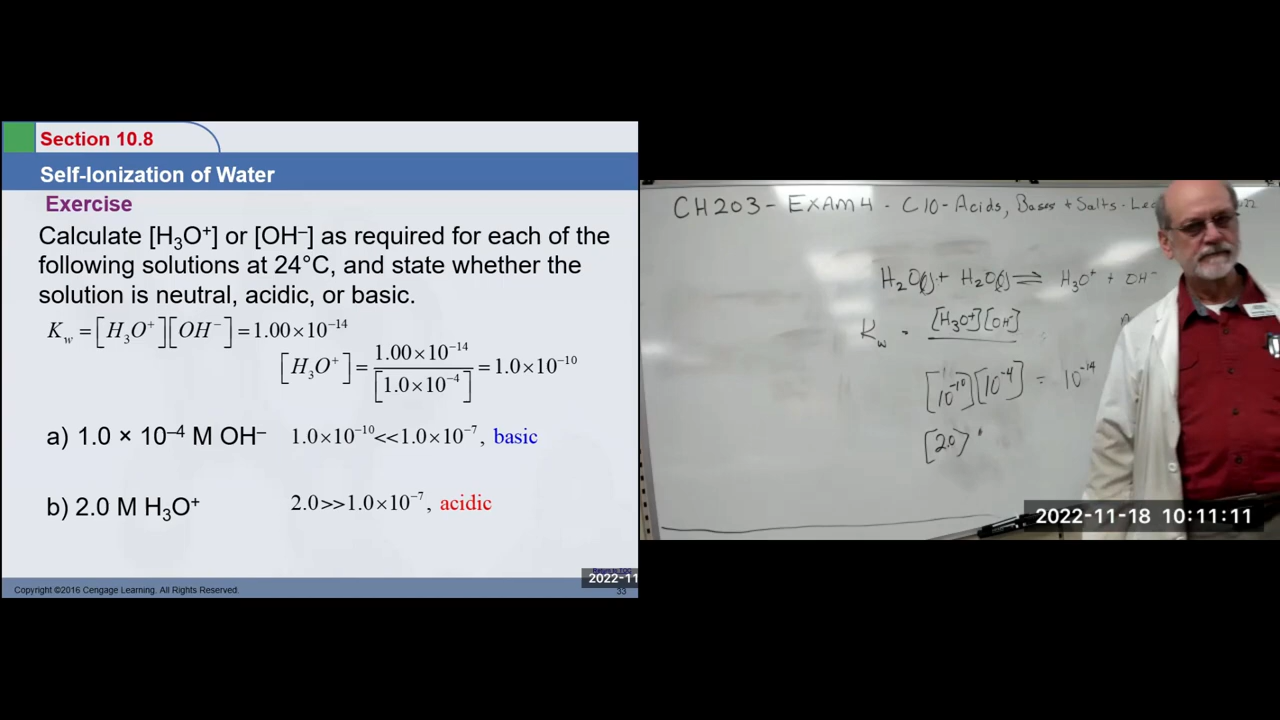 Section 10.8
Self-Ionization of Water
Exercise
Calculate [H₃O⁺] or [OH⁻] as required for each of the
following solutions at 24°C, and state whether the
solution is neutral, acidic, or basic.
K_w = [H₃O⁺][OH⁻] = 1.00×10⁻¹⁴
[H₃O⁺] = 1.00×10⁻¹⁴ / [1.0×10⁻⁴] = 1.0×10⁻¹⁰
a) 1.0 × 10⁻⁴ M OH⁻ 1.0×10⁻¹⁰<<1.0×10⁻⁷, basic
b) 2.0 M H₃O⁺ 2.0>>1.0×10⁻⁷, acidic
2022-11
Copyright ©2016 Cengage Learning. All Rights Reserved.
33
CH203 - EXAM 4 - C10 - Acids, Bases + Salts - Lec
H₂O(l) + H₂O(l) ⇌ H₃O⁺ + OH⁻
K_w = [H₃O⁺][OH⁻]
[10⁻¹⁰][10⁻⁴] = 10⁻¹⁴
[2.0]
2022-11-18 10:11:11